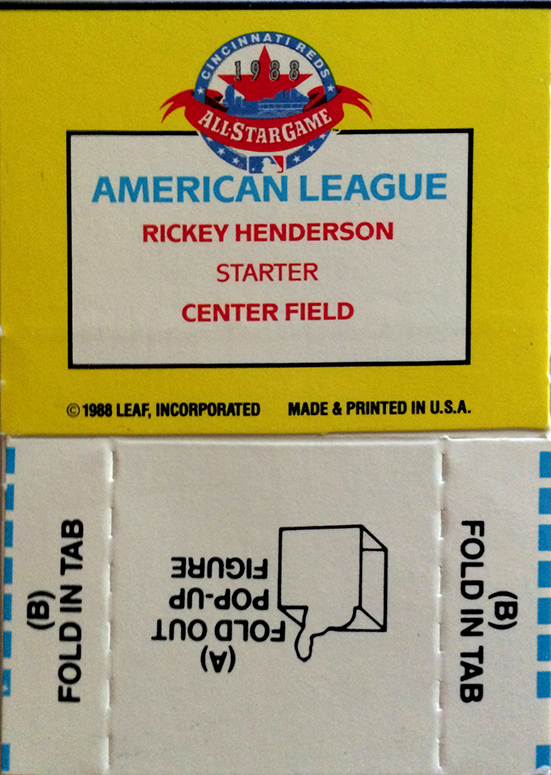 CINCINNATI REDS
1988
ALL-STAR GAME
AMERICAN LEAGUE
RICKEY HENDERSON
STARTER
CENTER FIELD
© 1988 LEAF, INCORPORATED MADE & PRINTED IN U.S.A.
(B)
FOLD IN TAB
(A)
FOLD OUT
POP-UP
FIGURE
(B)
FOLD IN TAB